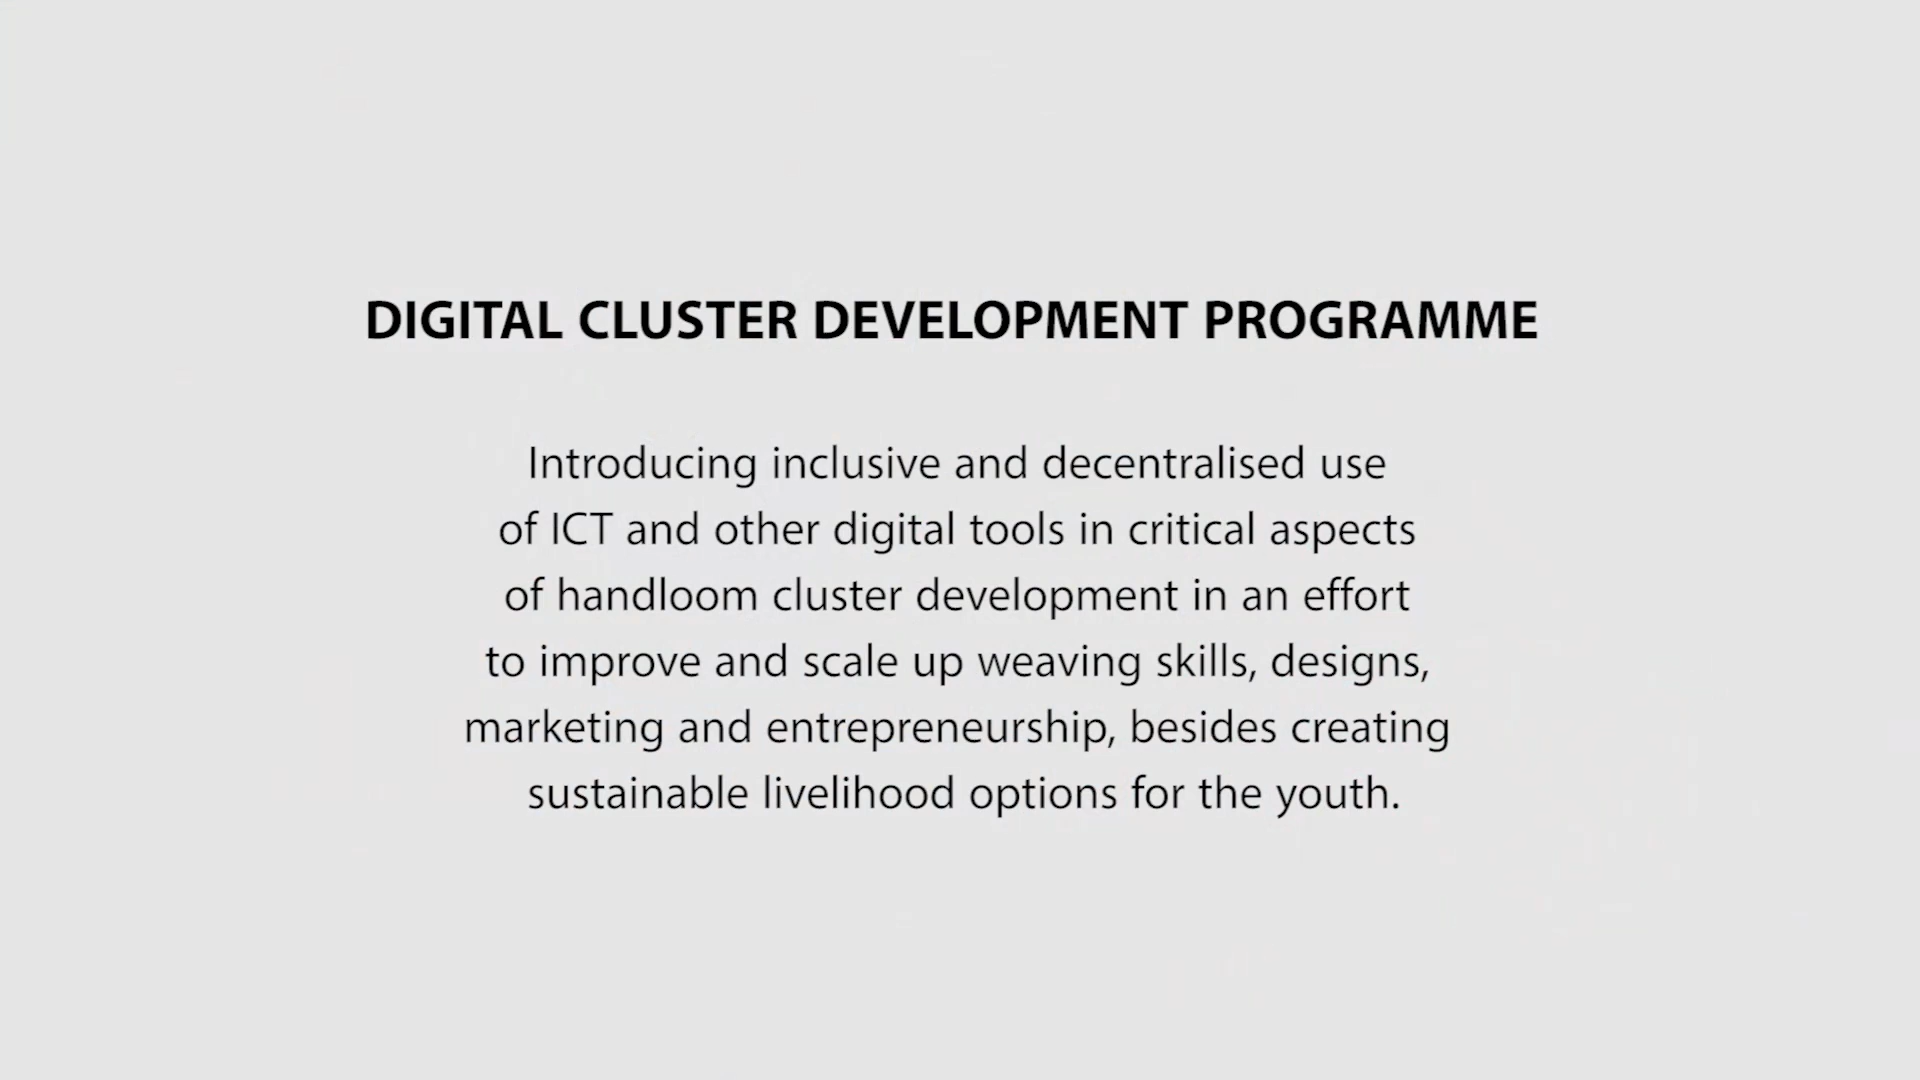 DIGITAL CLUSTER DEVELOPMENT PROGRAMME
Introducing inclusive and decentralised use
of ICT and other digital tools in critical aspects
of handloom cluster development in an effort
to improve and scale up weaving skills, designs,
marketing and entrepreneurship, besides creating
sustainable livelihood options for the youth.